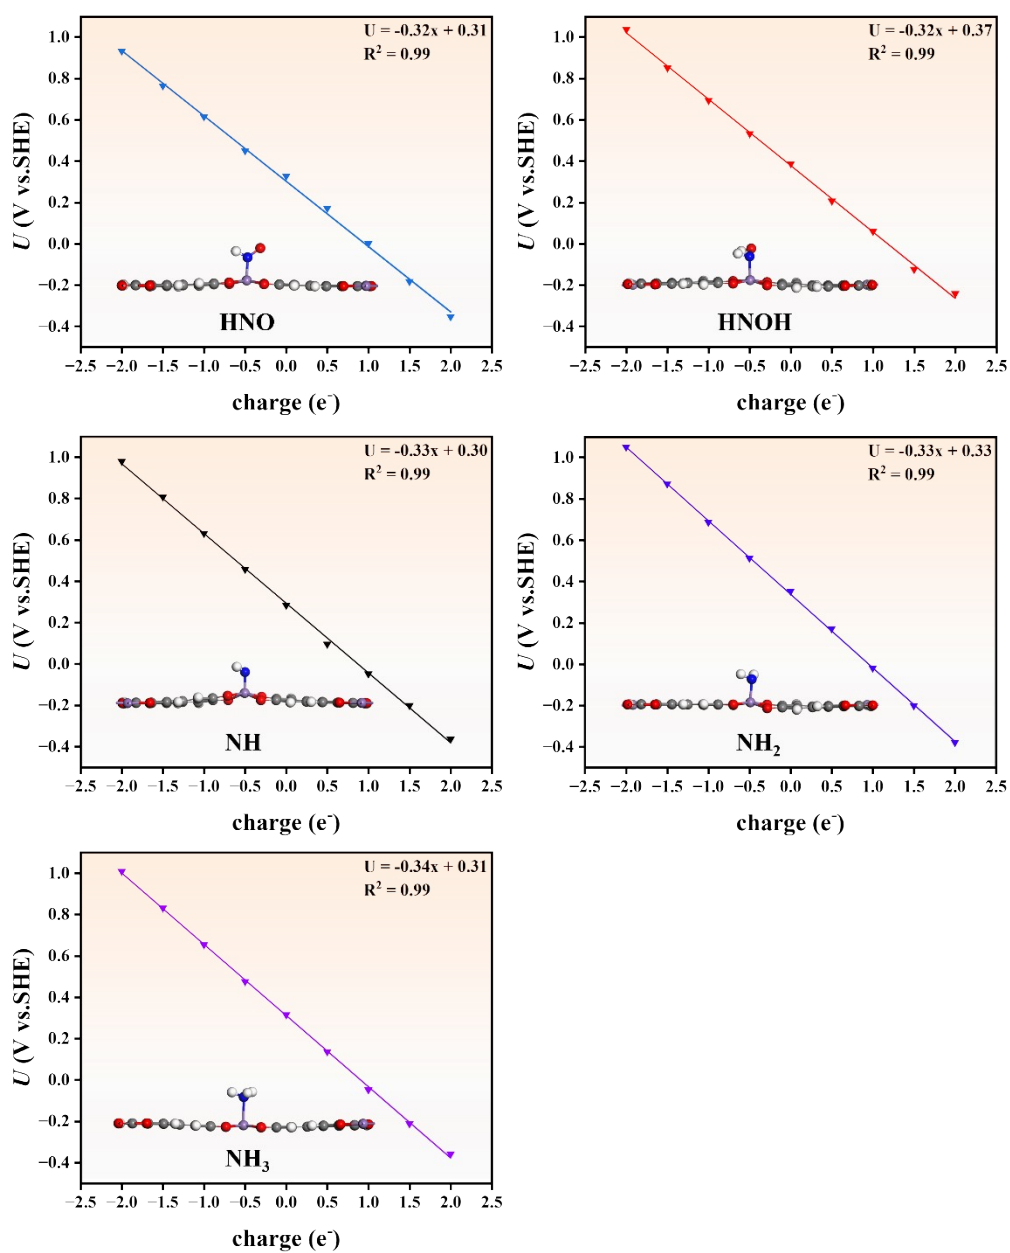 U = -0.32x + 0.31
R² = 0.99
1.0
0.8
0.6
0.4
0.2
0.0
−0.2
−0.4
U (V vs.SHE)
HNO
−2.5 −2.0 −1.5 −1.0 −0.5 0.0 0.5 1.0 1.5 2.0 2.5
charge (e⁻)
U = -0.32x + 0.37
R² = 0.99
1.0
0.8
0.6
0.4
0.2
0.0
−0.2
−0.4
U (V vs.SHE)
HNOH
−2.5 −2.0 −1.5 −1.0 −0.5 0.0 0.5 1.0 1.5 2.0 2.5
charge (e⁻)
U = -0.33x + 0.30
R² = 0.99
1.0
0.8
0.6
0.4
0.2
0.0
−0.2
−0.4
U (V vs.SHE)
NH
−2.5 −2.0 −1.5 −1.0 −0.5 0.0 0.5 1.0 1.5 2.0 2.5
charge (e⁻)
U = -0.33x + 0.33
R² = 0.99
1.0
0.8
0.6
0.4
0.2
0.0
−0.2
−0.4
U (V vs.SHE)
NH₂
−2.5 −2.0 −1.5 −1.0 −0.5 0.0 0.5 1.0 1.5 2.0 2.5
charge (e⁻)
U = -0.34x + 0.31
R² = 0.99
1.0
0.8
0.6
0.4
0.2
0.0
−0.2
−0.4
U (V vs.SHE)
NH₃
−2.5 −2.0 −1.5 −1.0 −0.5 0.0 0.5 1.0 1.5 2.0 2.5
charge (e⁻)